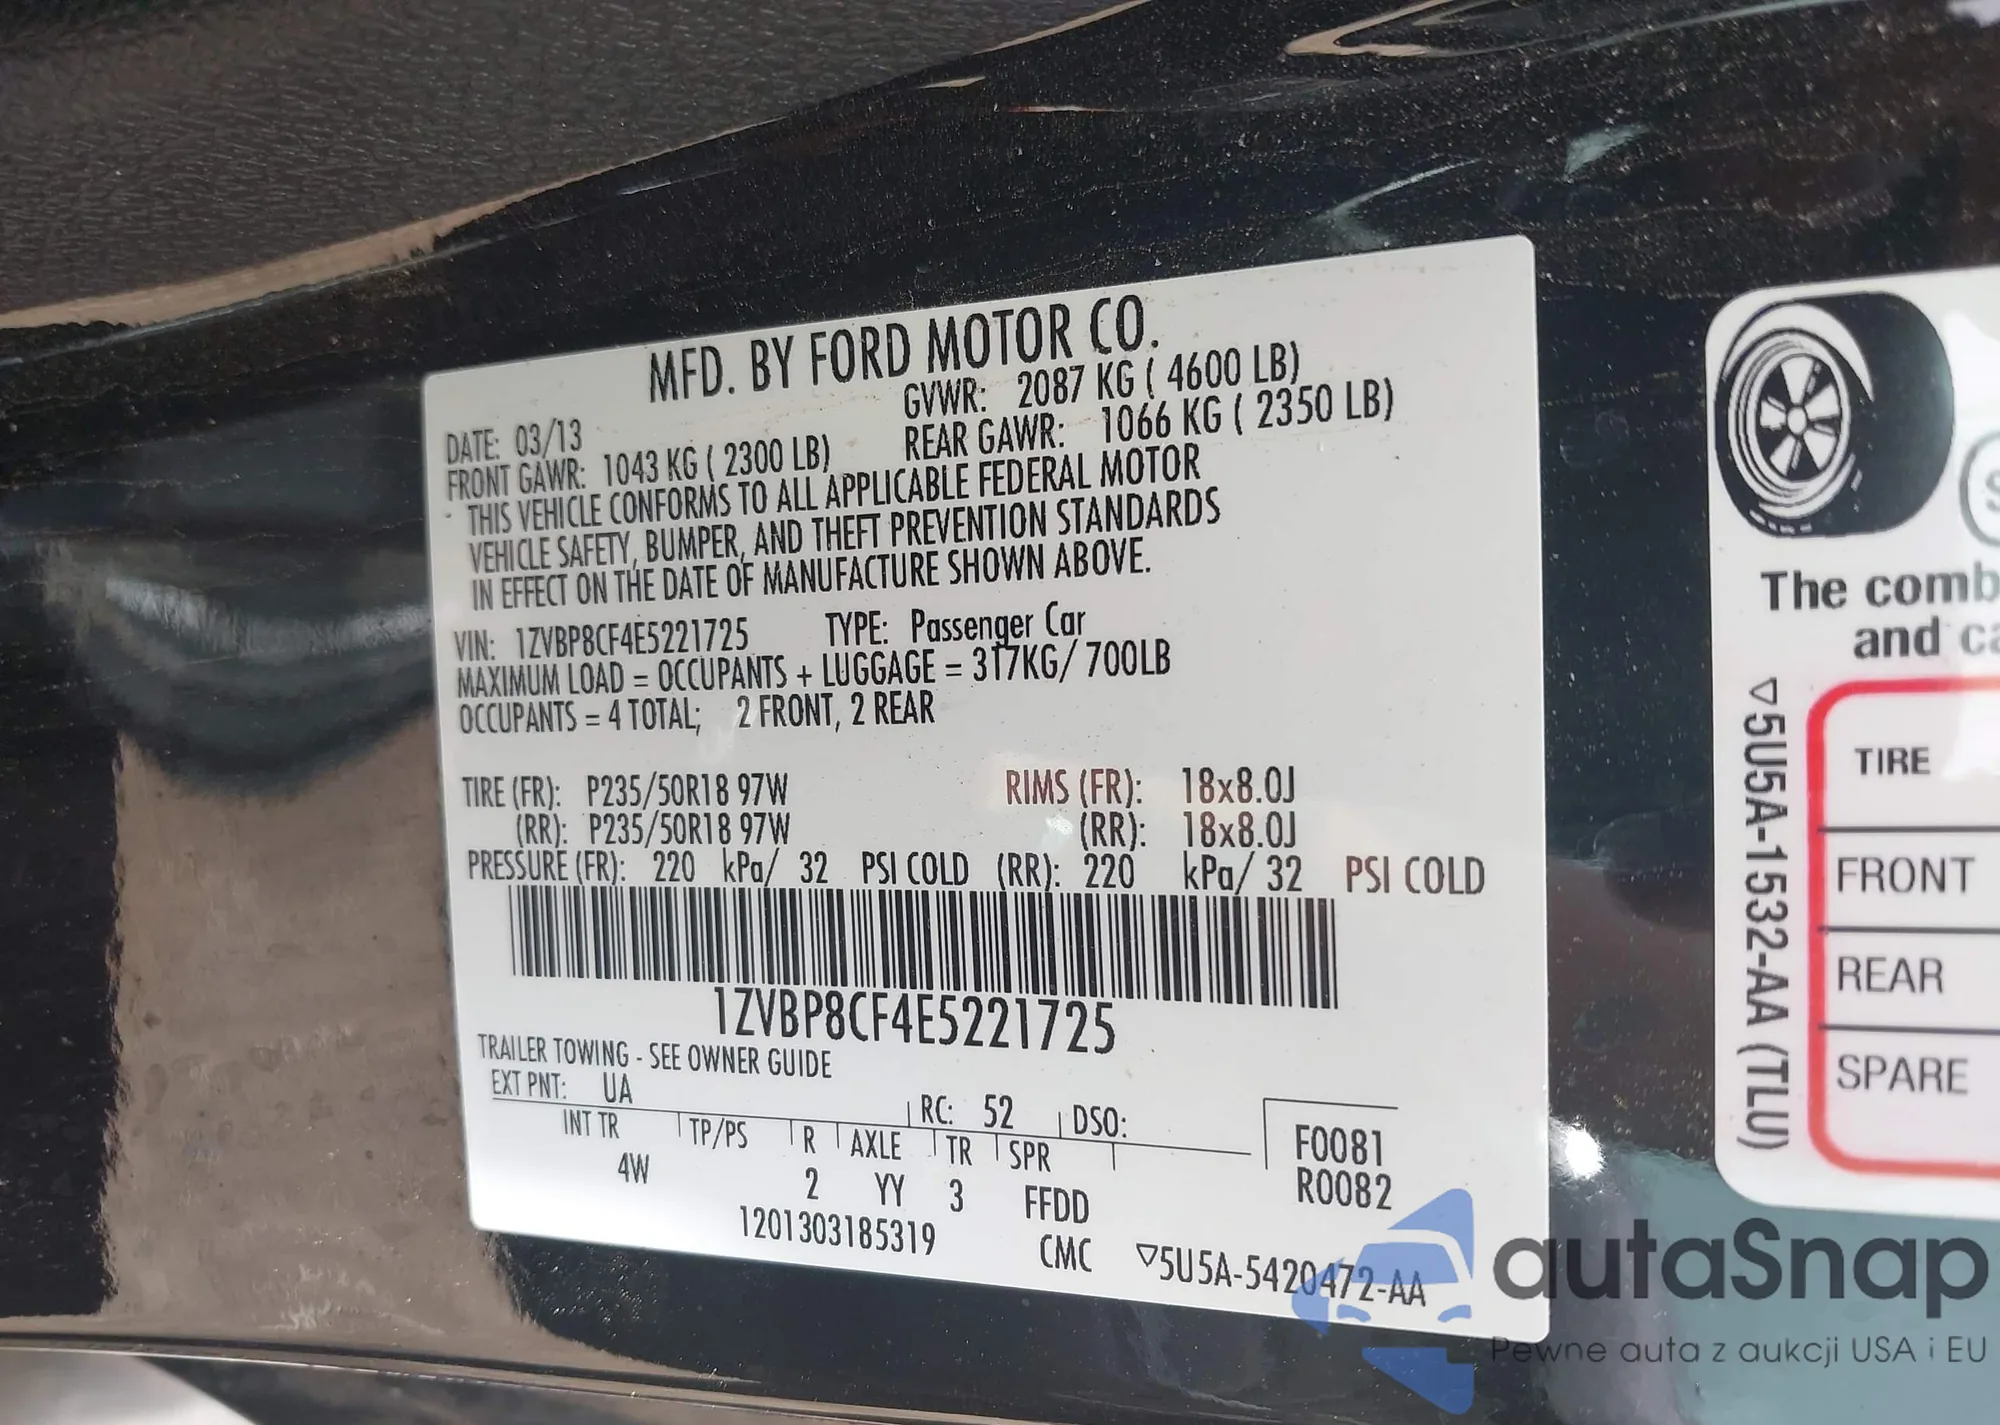 MFD. BY FORD MOTOR CO.
DATE: 03/13 GVWR: 2087 KG ( 4600 LB)
FRONT GAWR: 1043 KG ( 2300 LB) REAR GAWR: 1066 KG ( 2350 LB)
THIS VEHICLE CONFORMS TO ALL APPLICABLE FEDERAL MOTOR
VEHICLE SAFETY, BUMPER, AND THEFT PREVENTION STANDARDS
IN EFFECT ON THE DATE OF MANUFACTURE SHOWN ABOVE.
VIN: 1ZVBP8CF4E5221725 TYPE: Passenger Car
MAXIMUM LOAD = OCCUPANTS + LUGGAGE = 317KG/ 700LB
OCCUPANTS = 4 TOTAL; 2 FRONT, 2 REAR
TIRE (FR): P235/50R18 97W RIMS (FR): 18x8.0J
(RR): P235/50R18 97W (RR): 18x8.0J
PRESSURE (FR): 220 kPa/ 32 PSI COLD (RR): 220 kPa/ 32 PSI COLD
1ZVBP8CF4E5221725
TRAILER TOWING - SEE OWNER GUIDE
EXT PNT: UA RC: 52 DSO:
INT TR TP/PS R AXLE TR SPR F0081
4W 2 YY 3 FFDD R0082
1201303185319 CMC ▽5U5A-5420472-AA
The comb
and ca
▽5U5A-1532-AA (TLU)
TIRE
FRONT
REAR
SPARE
autaSnap
Pewne auta z aukcji USA i EU